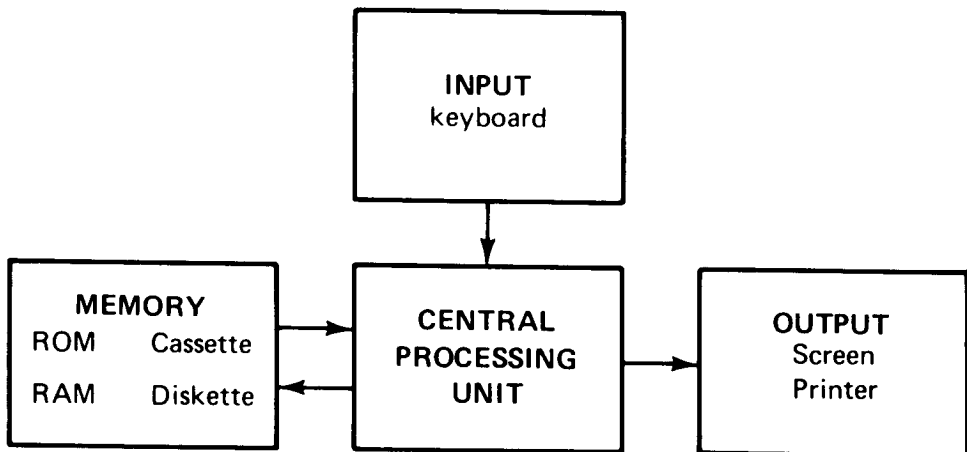 INPUT
keyboard
MEMORY
ROM Cassette
RAM Diskette
CENTRAL
PROCESSING
UNIT
OUTPUT
Screen
Printer